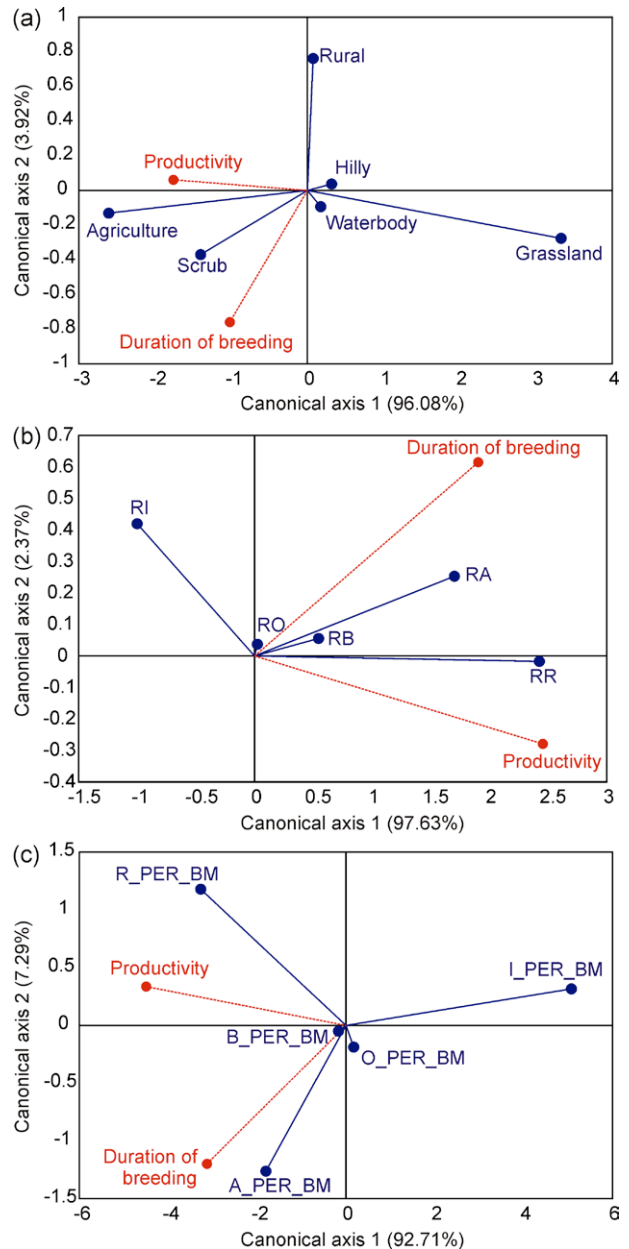 (a)
1
0.8
0.6
0.4
0.2
0
-0.2
-0.4
-0.6
-0.8
-1
Canonical axis 2 (3.92%)
Rural
Productivity
Hilly
Agriculture
Waterbody
Scrub
Grassland
Duration of breeding
-3 -2 -1 0 1 2 3 4
Canonical axis 1 (96.08%)
(b)
0.7
0.6
0.5
0.4
0.3
0.2
0.1
0
-0.1
-0.2
-0.3
-0.4
Canonical axis 2 (2.37%)
Duration of breeding
RI
RA
RO
RB
RR
Productivity
-1.5 -1 -0.5 0 0.5 1 1.5 2 2.5 3
Canonical axis 1 (97.63%)
(c)
1.5
1
0.5
0
-0.5
-1
-1.5
Canonical axis 2 (7.29%)
R_PER_BM
Productivity
I_PER_BM
B_PER_BM
O_PER_BM
Duration of
breeding
A_PER_BM
-6 -4 -2 0 2 4 6
Canonical axis 1 (92.71%)